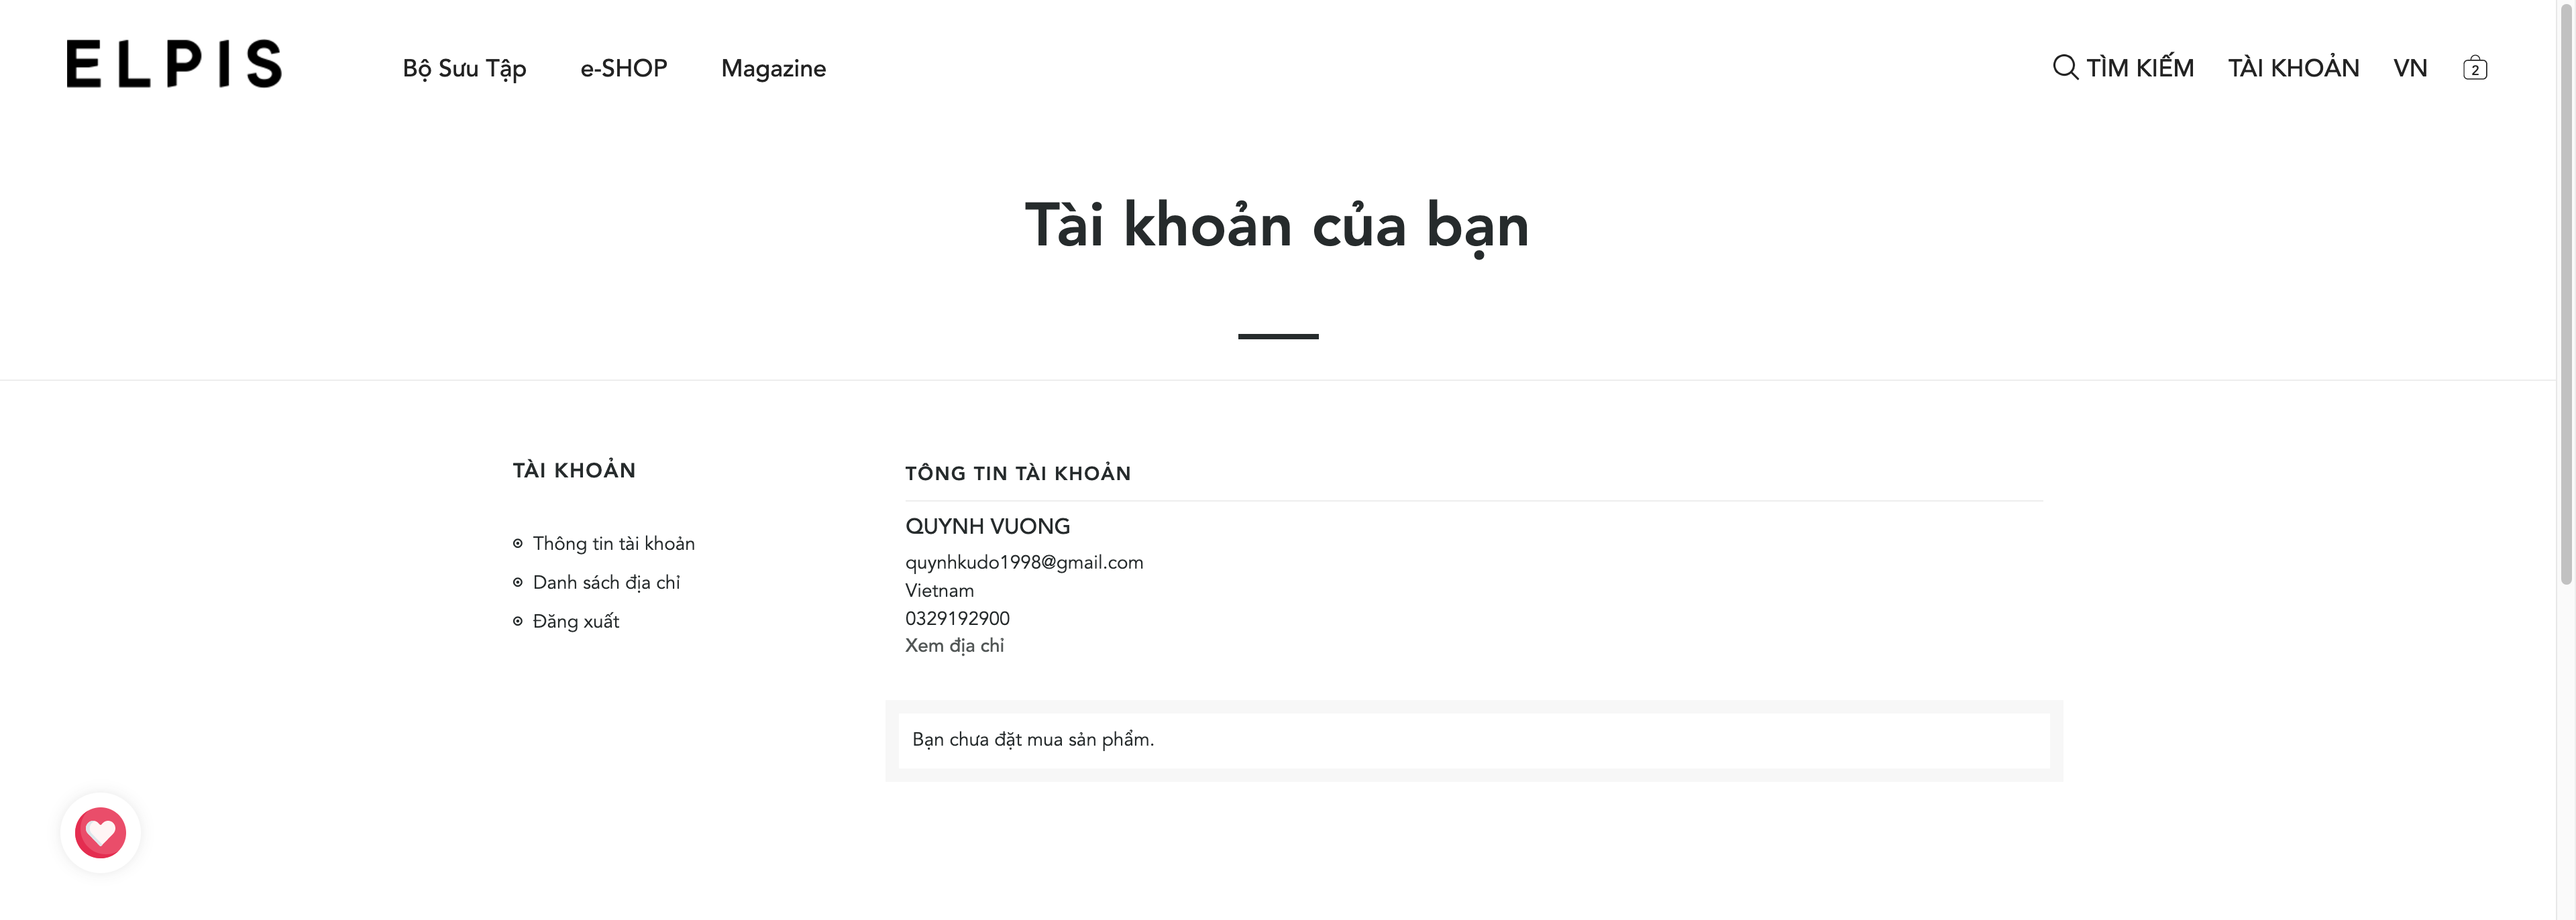 ELPIS
Bộ Sưu Tập
e-SHOP
Magazine
TÌM KIẾM
TÀI KHOẢN
VN
2
Tài khoản của bạn
TÀI KHOẢN
Thông tin tài khoản
Danh sách địa chỉ
Đăng xuất
TÔNG TIN TÀI KHOẢN
QUYNH VUONG
quynhkudo1998@gmail.com
Vietnam
0329192900
Xem địa chỉ
Bạn chưa đặt mua sản phẩm.